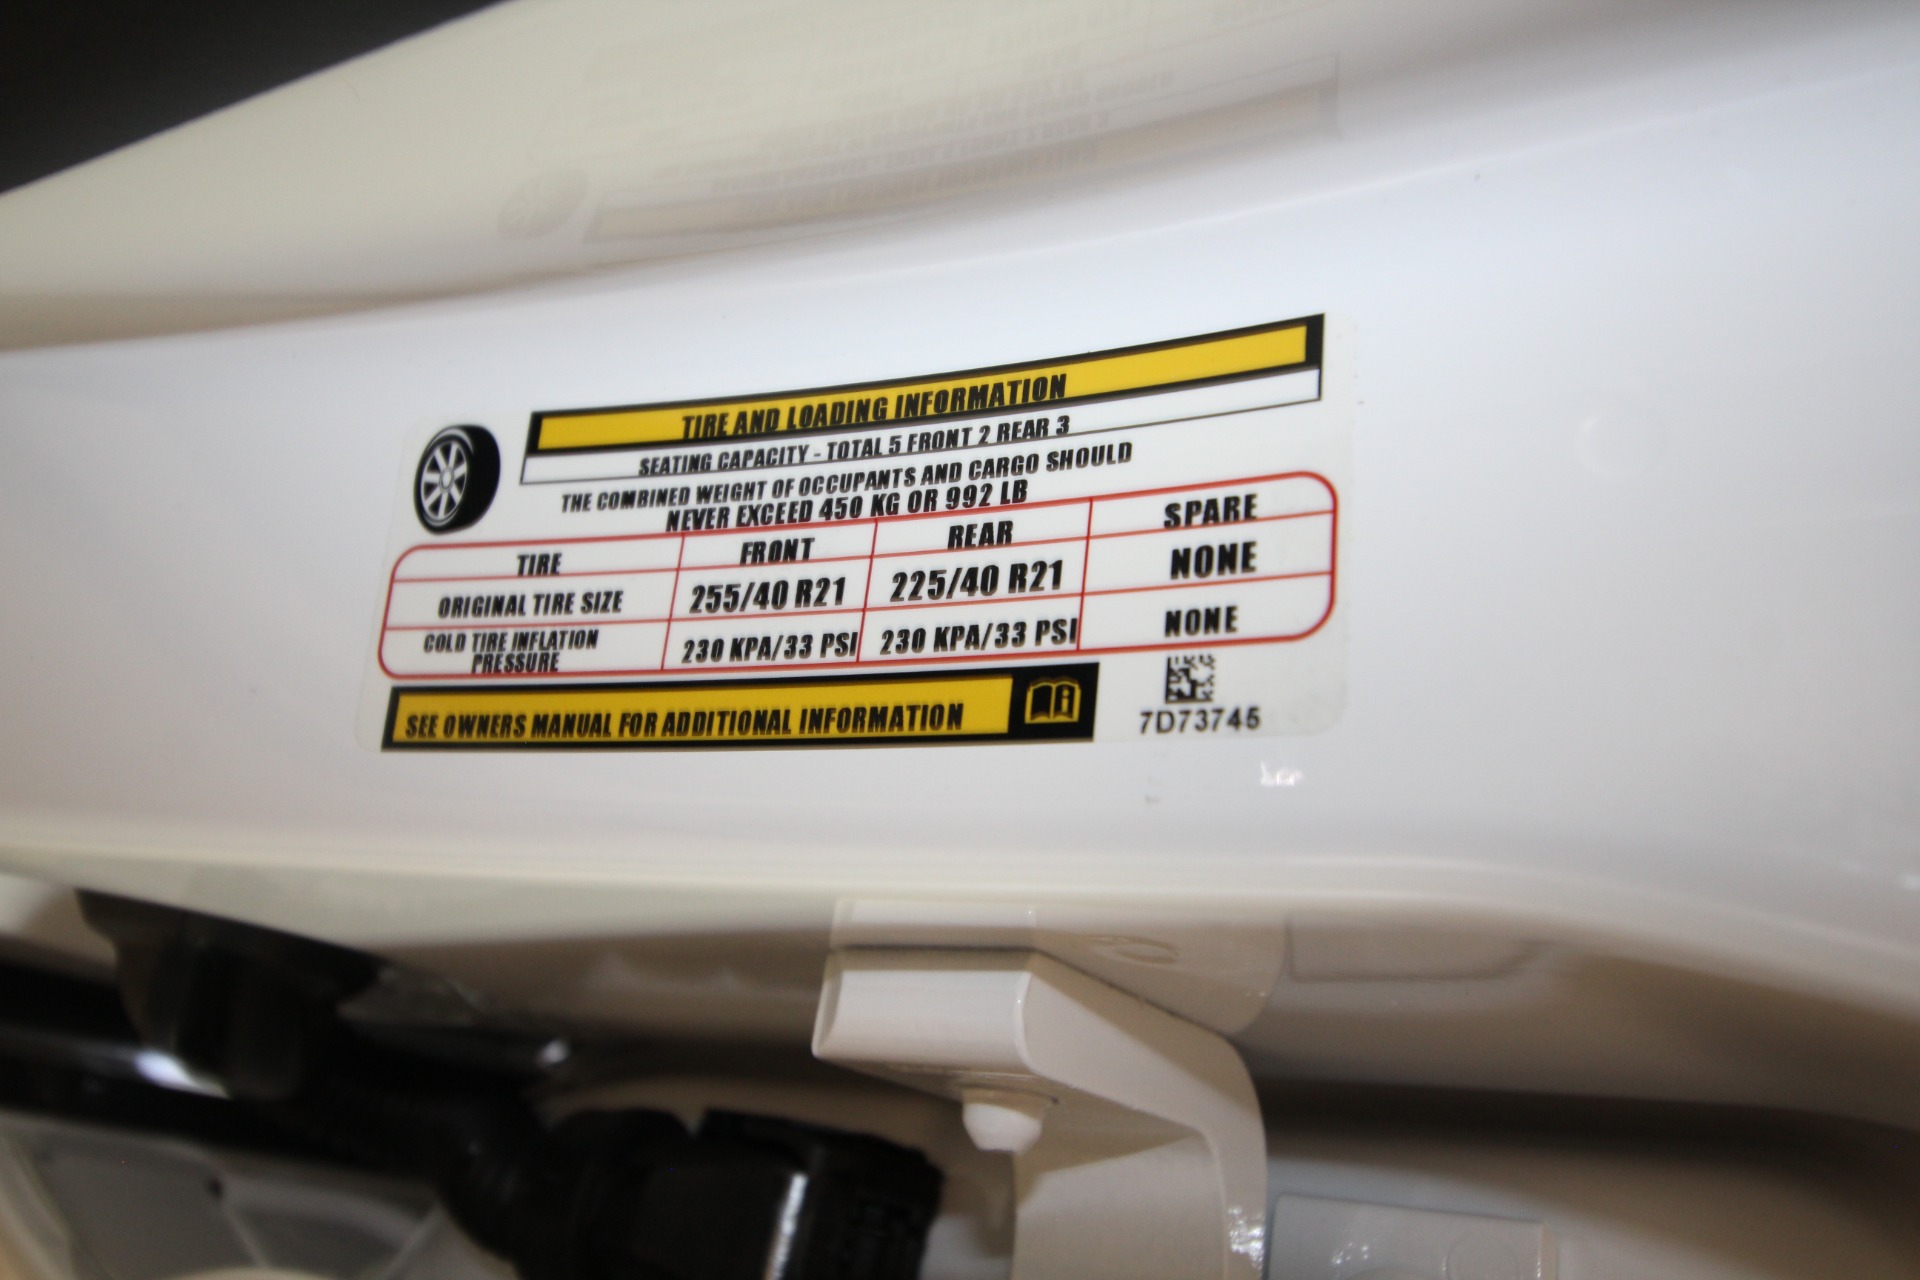 TIRE AND LOADING INFORMATION
SEATING CAPACITY - TOTAL 5 FRONT 2 REAR 3
THE COMBINED WEIGHT OF OCCUPANTS AND CARGO SHOULD
NEVER EXCEED 450 KG OR 992 LB
TIRE FRONT REAR SPARE
ORIGINAL TIRE SIZE 255/40 R21 225/40 R21 NONE
COLD TIRE INFLATION
PRESSURE 230 KPA/33 PSI 230 KPA/33 PSI NONE
SEE OWNERS MANUAL FOR ADDITIONAL INFORMATION
7D73745